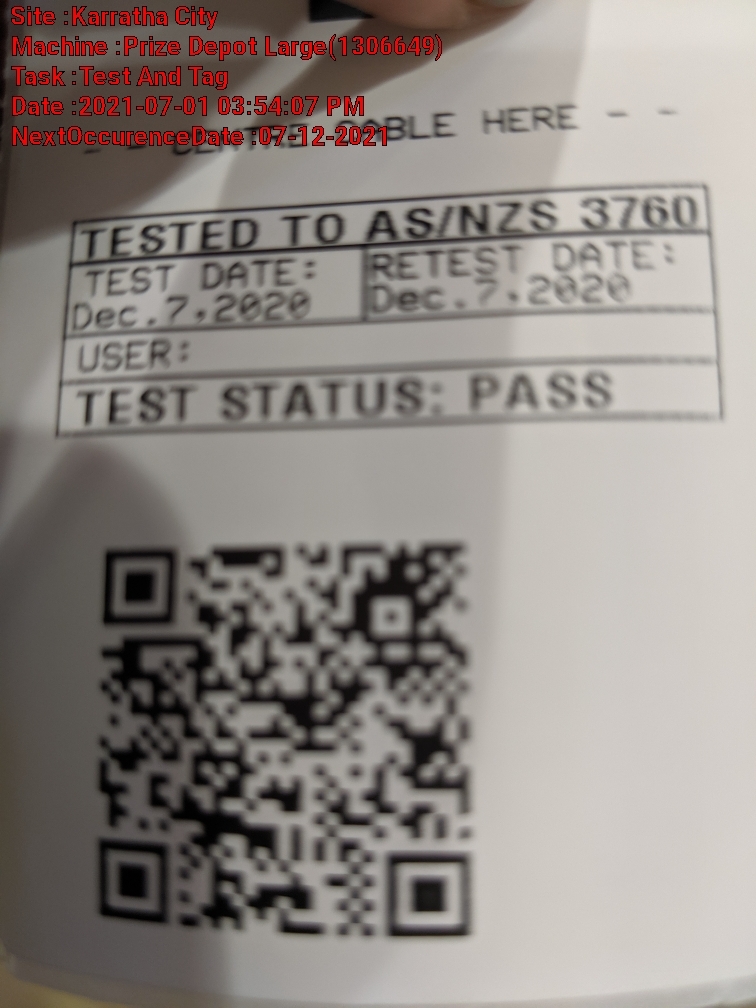 Site :Karratha City
Machine :Prize Depot Large(1306649)
Task :Test And Tag
Date :2021-07-01 03:54:07 PM
NextOccurenceDate :07-12-2021
- - CENTRE CABLE HERE - -
TESTED TO AS/NZS 3760
TEST DATE: RETEST DATE:
Dec.7,2020 Dec.7,2020
USER:
TEST STATUS: PASS